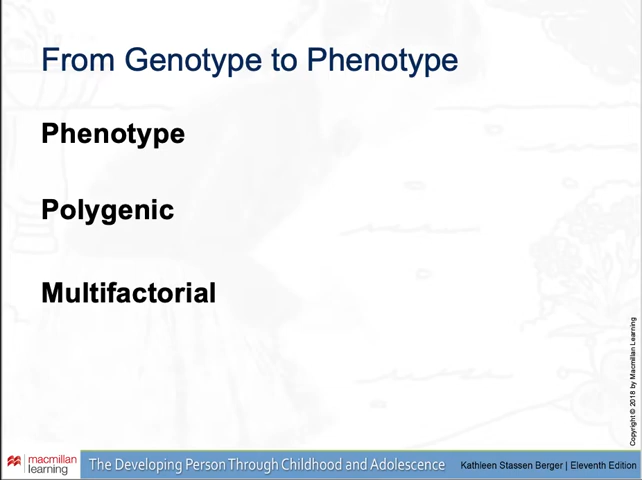 From Genotype to Phenotype
Phenotype
Polygenic
Multifactorial
Copyright © 2018 by Macmillan Learning
macmillan
learning
The Developing Person Through Childhood and Adolescence
Kathleen Stassen Berger | Eleventh Edition